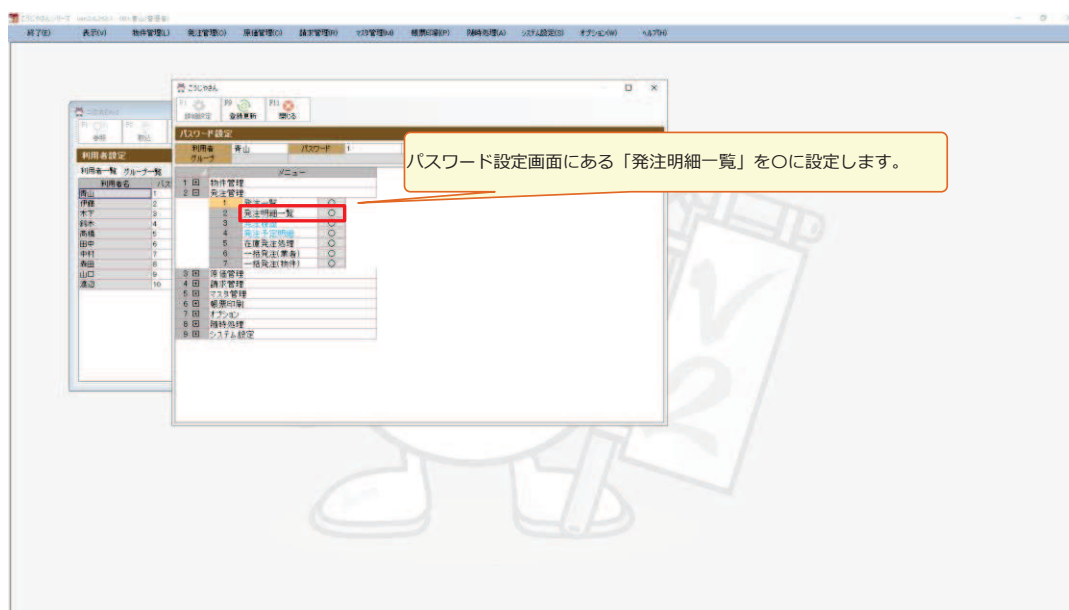 終了(E) 表示(V) 物件管理(L) 発注管理(O) 原価管理(C) 請求管理(R) マスタ管理(M) 帳票印刷(P) 随時処理(A) システム設定(S) オプション(W) ヘルプ(H)
こうじやさん
F1 F9 F11
詳細設定 登録更新 閉じる
パスワード設定
利用者 青山 パスワード 1
グループ
メニュー
1 物件管理
2 発注管理
1 発注一覧 〇
2 発注明細一覧 〇
3 〇
4 発注予定明細 〇
5 在庫発注処理 〇
6 一括発注(業者) 〇
7 一括発注(物件) 〇
3 原価管理
4 請求管理
5 マスタ管理
6 帳票印刷
7 オプション
8 随時処理
9 システム設定
パスワード設定画面にある「発注明細一覧」を〇に設定します。
利用者設定
利用者一覧 グループ一覧
利用者名 パス
青山 1
伊藤 2
木下 3
鈴木 4
高橋 5
田中 6
中村 7
森田 8
山口 9
渡辺 10
V
2